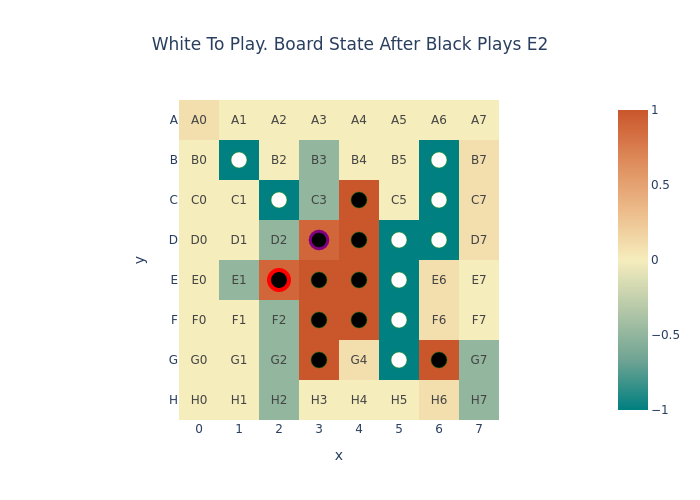 White To Play. Board State After Black Plays E2
A A0 A1 A2 A3 A4 A5 A6 A7
B B0 B2 B3 B4 B5 B7
C C0 C1 C3 C5 C7
D D0 D1 D2 D7
E E0 E1 E6 E7
F F0 F1 F2 F6 F7
G G0 G1 G2 G4 G7
H H0 H1 H2 H3 H4 H5 H6 H7
0 1 2 3 4 5 6 7
x
y
1
0.5
0
−0.5
−1